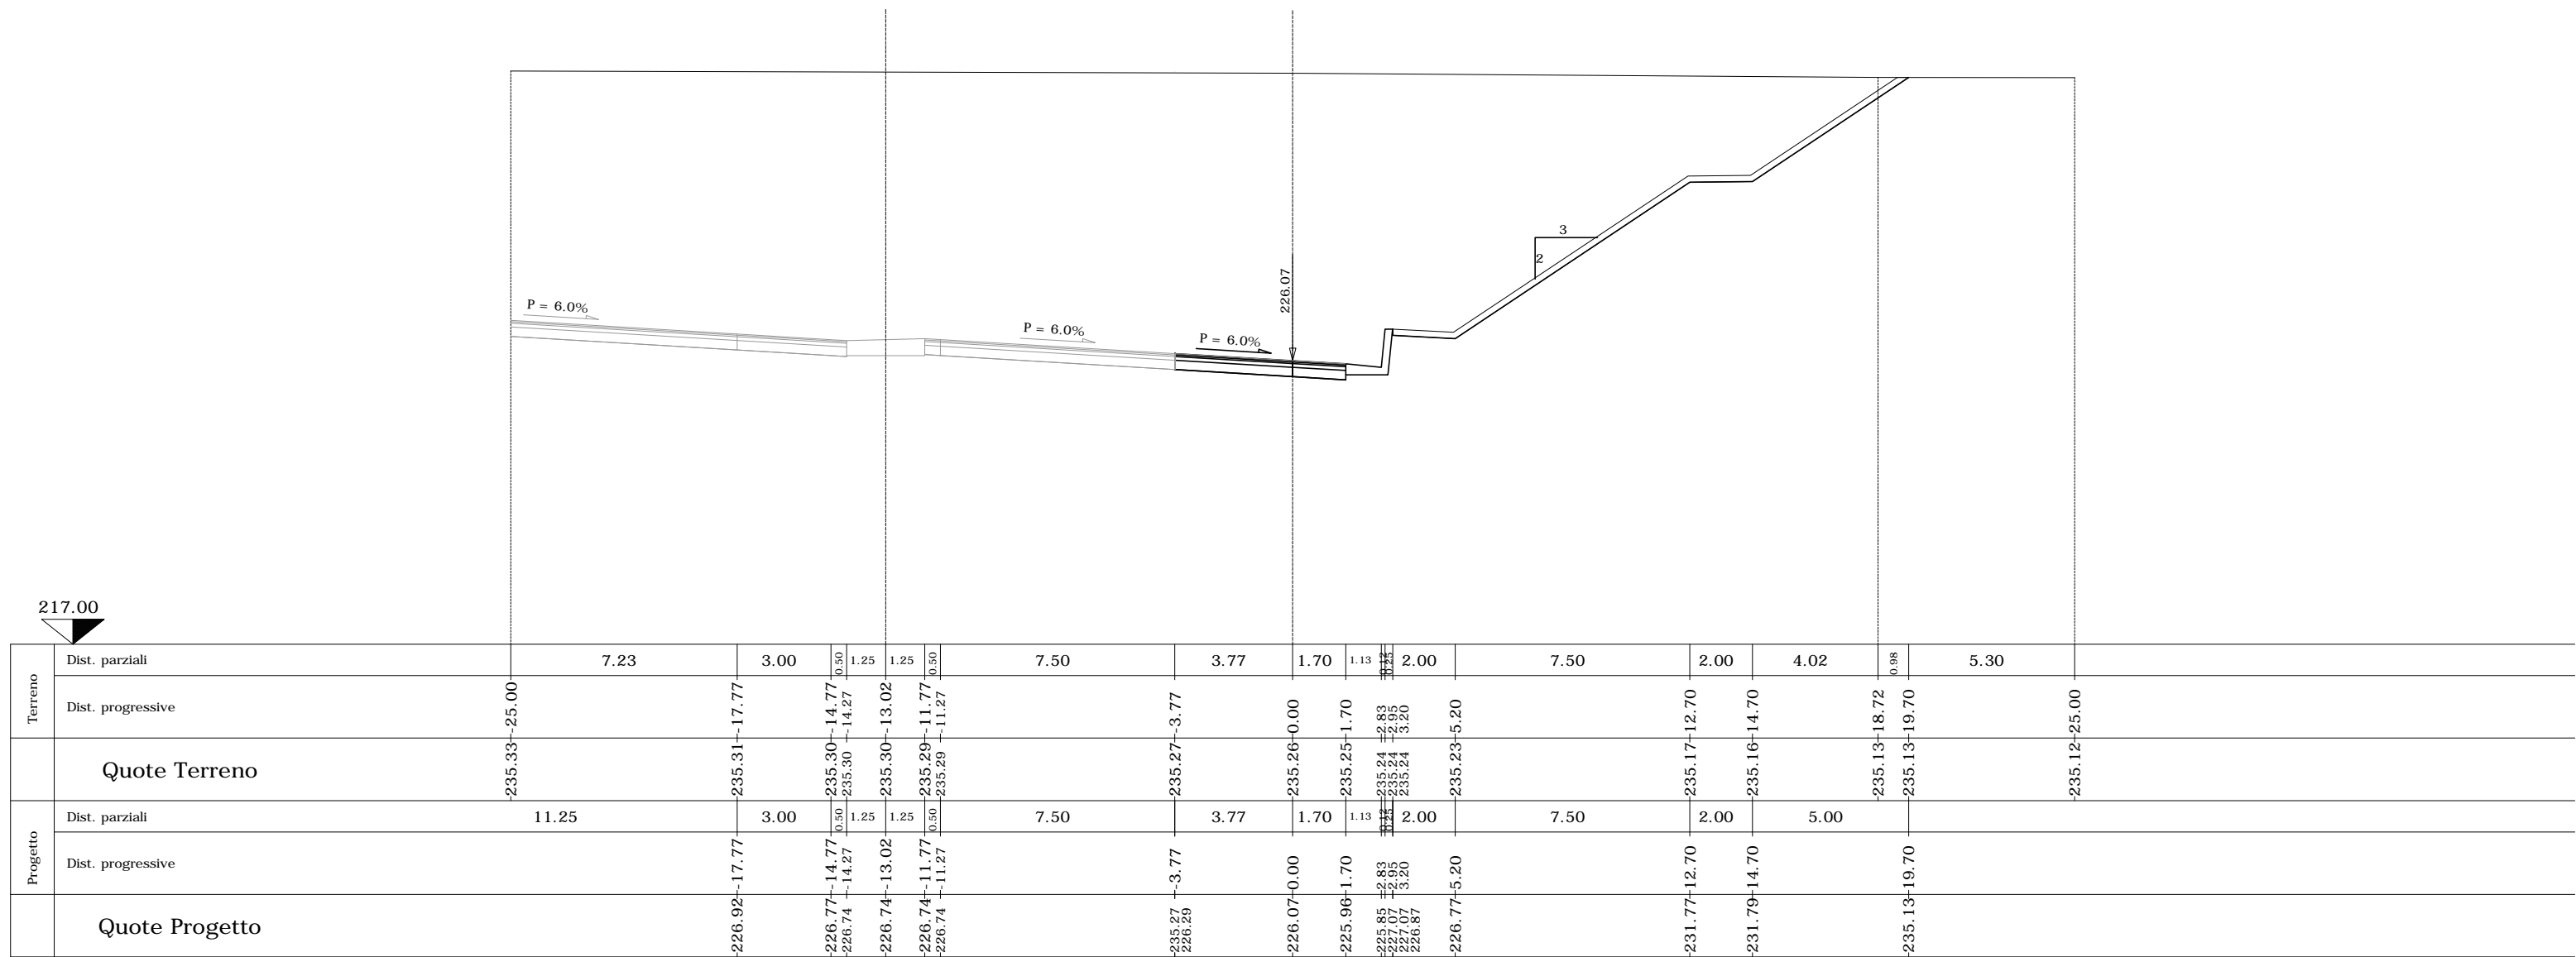 3
2
226.07
P = 6.0%
P = 6.0%
P = 6.0%
217.00
Terreno
Dist. parziali
7.23 3.00 0.50 1.25 1.25 0.50 7.50 3.77 1.70 1.13 0.12 0.25 2.00 7.50 2.00 4.02 0.98 5.30
Dist. progressive
-25.00 -17.77 -14.77 -14.27 -13.02 -11.77 -11.27 -3.77 0.00 1.70 2.83 2.95 3.20 5.20 12.70 14.70 18.72 19.70 25.00
Quote Terreno
235.33 235.31 235.30 235.30 235.30 235.29 235.29 235.27 235.26 235.25 235.24 235.24 235.24 235.23 235.17 235.16 235.13 235.13 235.12
Progetto
Dist. parziali
11.25 3.00 0.50 1.25 1.25 0.50 7.50 3.77 1.70 1.13 0.12 0.25 2.00 7.50 2.00 5.00
Dist. progressive
-17.77 -14.77 -14.27 -13.02 -11.77 -11.27 -3.77 0.00 1.70 2.83 2.95 3.20 5.20 12.70 14.70 19.70
Quote Progetto
226.92 226.77 226.74 226.74 226.74 226.74 235.27 226.29 226.07 225.96 225.85 227.07 227.07 226.87 226.77 231.77 231.79 235.13